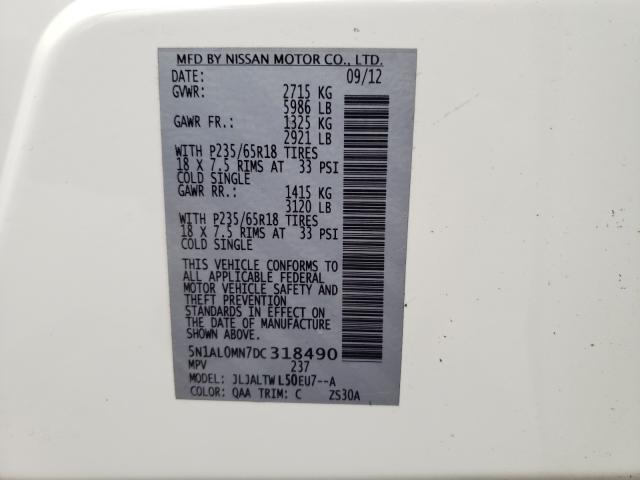 MFD BY NISSAN MOTOR CO., LTD.
DATE: 09/12
GVWR: 2715 KG
5986 LB
GAWR FR.: 1325 KG
2921 LB
WITH P235/65R18 TIRES
18 X 7.5 RIMS AT 33 PSI
COLD SINGLE
GAWR RR.: 1415 KG
3120 LB
WITH P235/65R18 TIRES
18 X 7.5 RIMS AT 33 PSI
COLD SINGLE
THIS VEHICLE CONFORMS TO
ALL APPLICABLE FEDERAL
MOTOR VEHICLE SAFETY AND
THEFT PREVENTION
STANDARDS IN EFFECT ON
THE DATE OF MANUFACTURE
SHOWN ABOVE.
5N1AL0MN7DC318490
MPV 237
MODEL: JLJALTWL50EU7--A
COLOR: QAA TRIM: C ZS30A